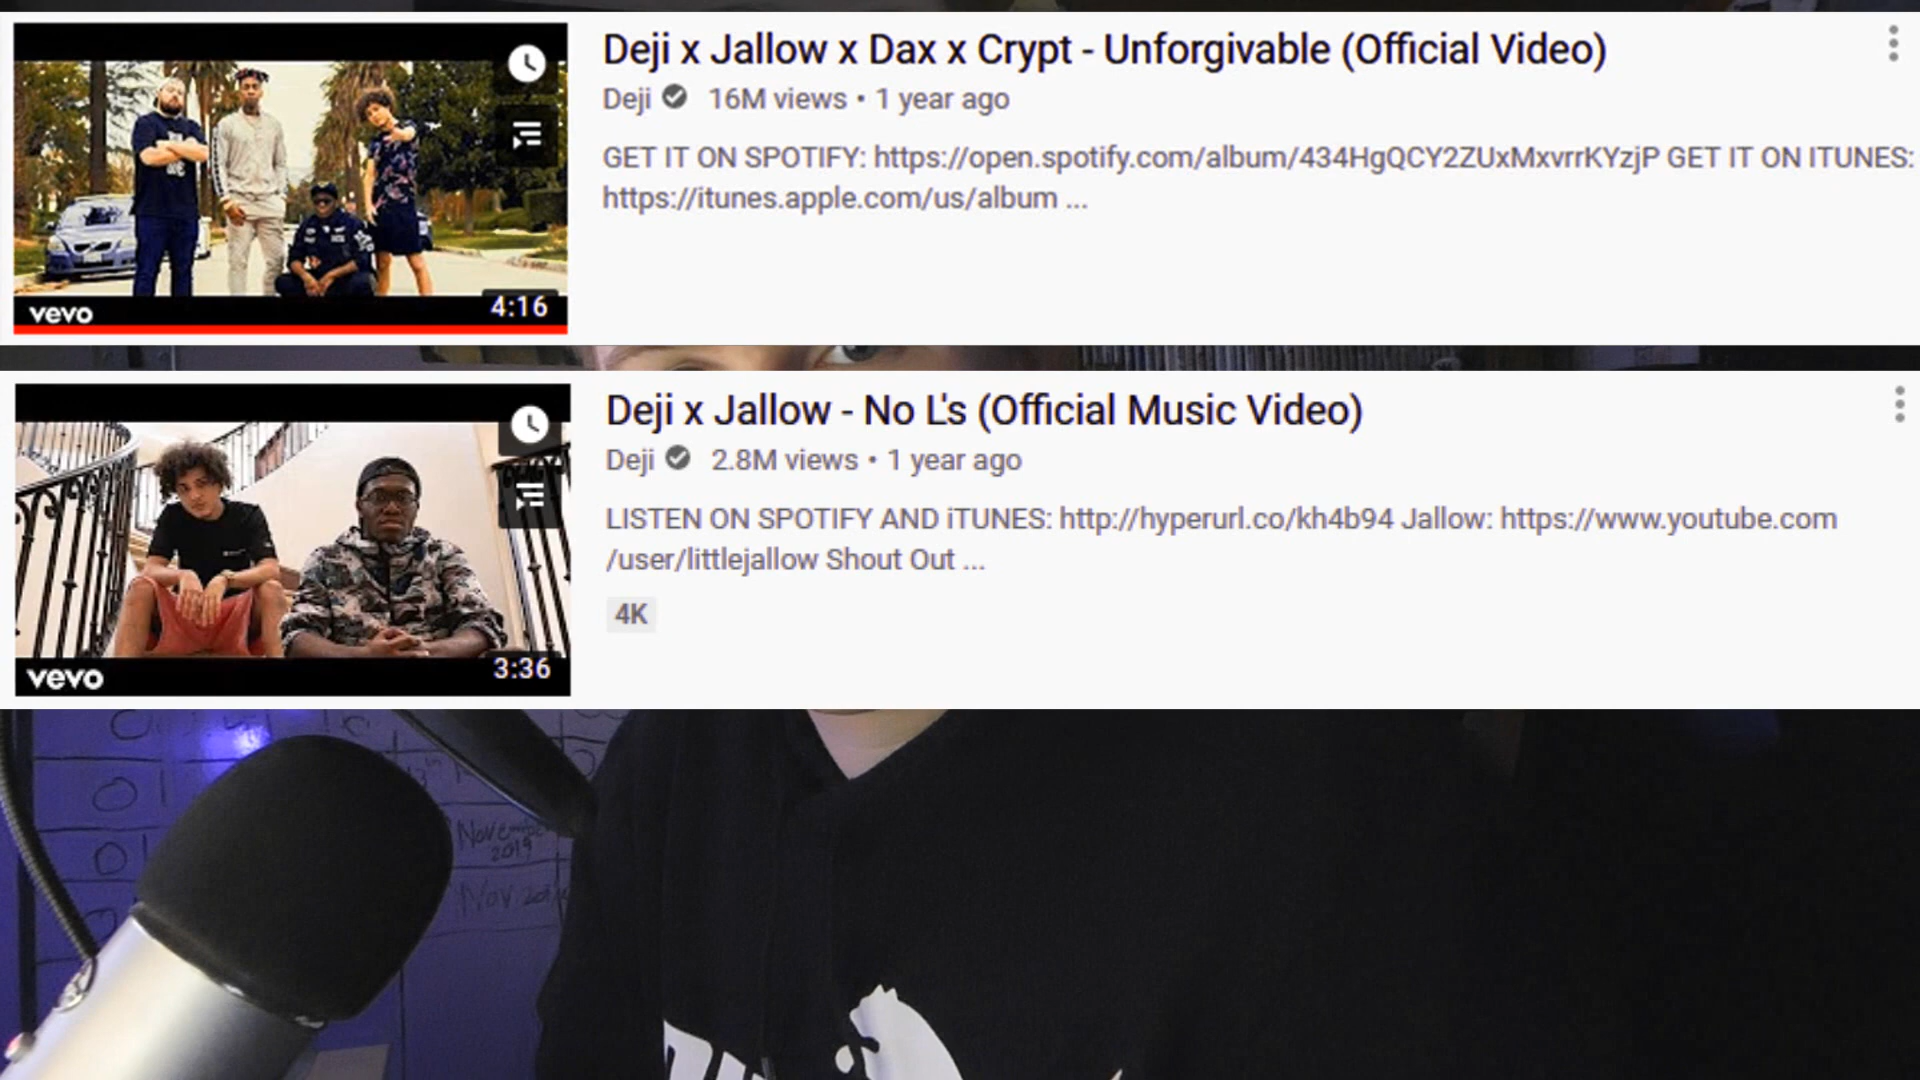 Deji x Jallow x Dax x Crypt - Unforgivable (Official Video)
Deji 16M views • 1 year ago
GET IT ON SPOTIFY: https://open.spotify.com/album/434HgQCY2ZUxMxvrrKYzjP GET IT ON ITUNES:
https://itunes.apple.com/us/album ...
vevo
4:16
Deji x Jallow - No L's (Official Music Video)
Deji 2.8M views • 1 year ago
LISTEN ON SPOTIFY AND iTUNES: http://hyperurl.co/kh4b94 Jallow: https://www.youtube.com
/user/littlejallow Shout Out ...
4K
vevo
3:36
November
2019
Nov